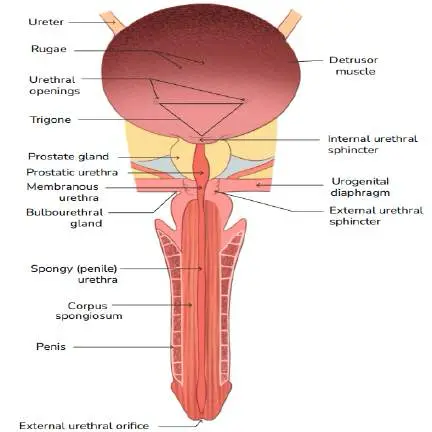 Ureter
Rugae
Urethral
openings
Trigone
Prostate gland
Prostatic urethra
Membranous
urethra
Bulbourethral
gland
Spongy (penile)
urethra
Corpus
spongiosum
Penis
External urethral orifice
Detrusor
muscle
Internal urethral
sphincter
Urogenital
diaphragm
External urethral
sphincter